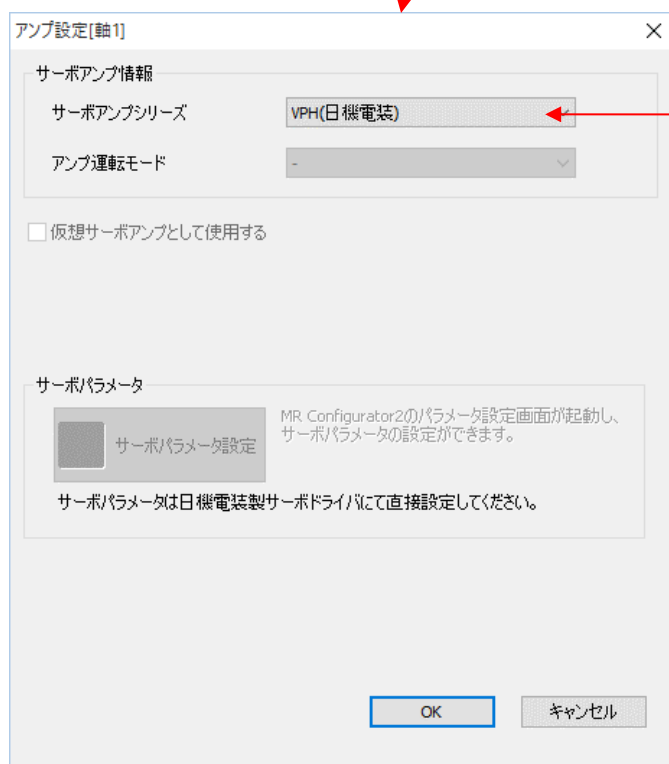 アンプ設定[軸1]
サーボアンプ情報
サーボアンプシリーズ
VPH(日機電装)
アンプ運転モード
-
仮想サーボアンプとして使用する
サーボパラメータ
サーボパラメータ設定
MR Configurator2のパラメータ設定画面が起動し、
サーボパラメータの設定ができます。
サーボパラメータは日機電装製サーボドライバにて直接設定してください。
OK
キャンセル